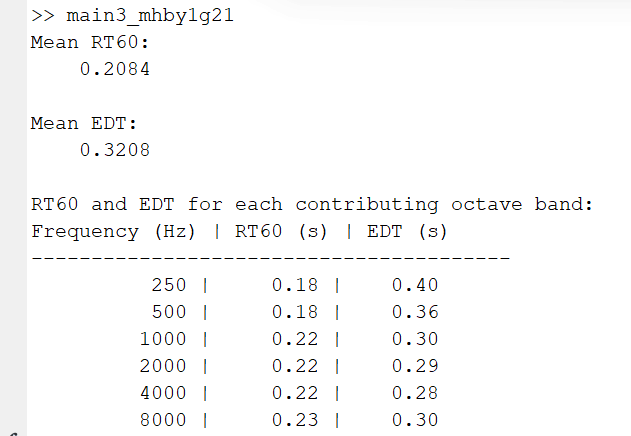 >> main3_mhby1g21
Mean RT60:
0.2084
Mean EDT:
0.3208
RT60 and EDT for each contributing octave band:
Frequency (Hz) | RT60 (s) | EDT (s)
----------------------------------------
250 | 0.18 | 0.40
500 | 0.18 | 0.36
1000 | 0.22 | 0.30
2000 | 0.22 | 0.29
4000 | 0.22 | 0.28
8000 | 0.23 | 0.30